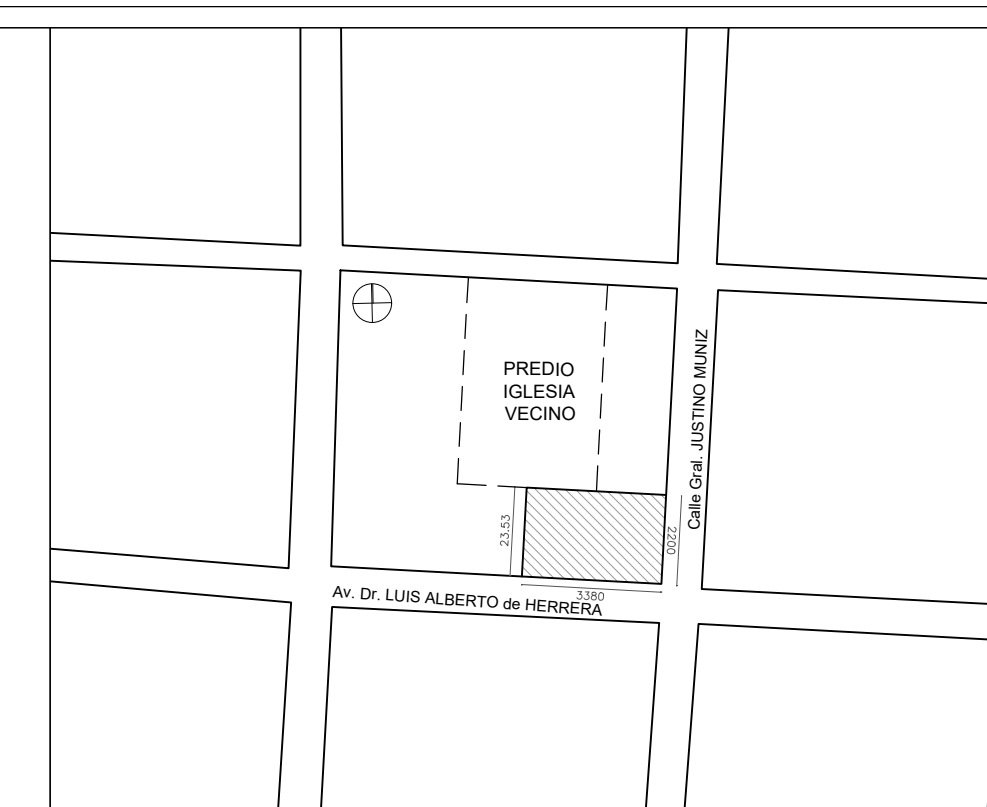 PREDIO
IGLESIA
VECINO
Calle Gral. JUSTINO MUNIZ
23.53
2200
3380
Av. Dr. LUIS ALBERTO de HERRERA